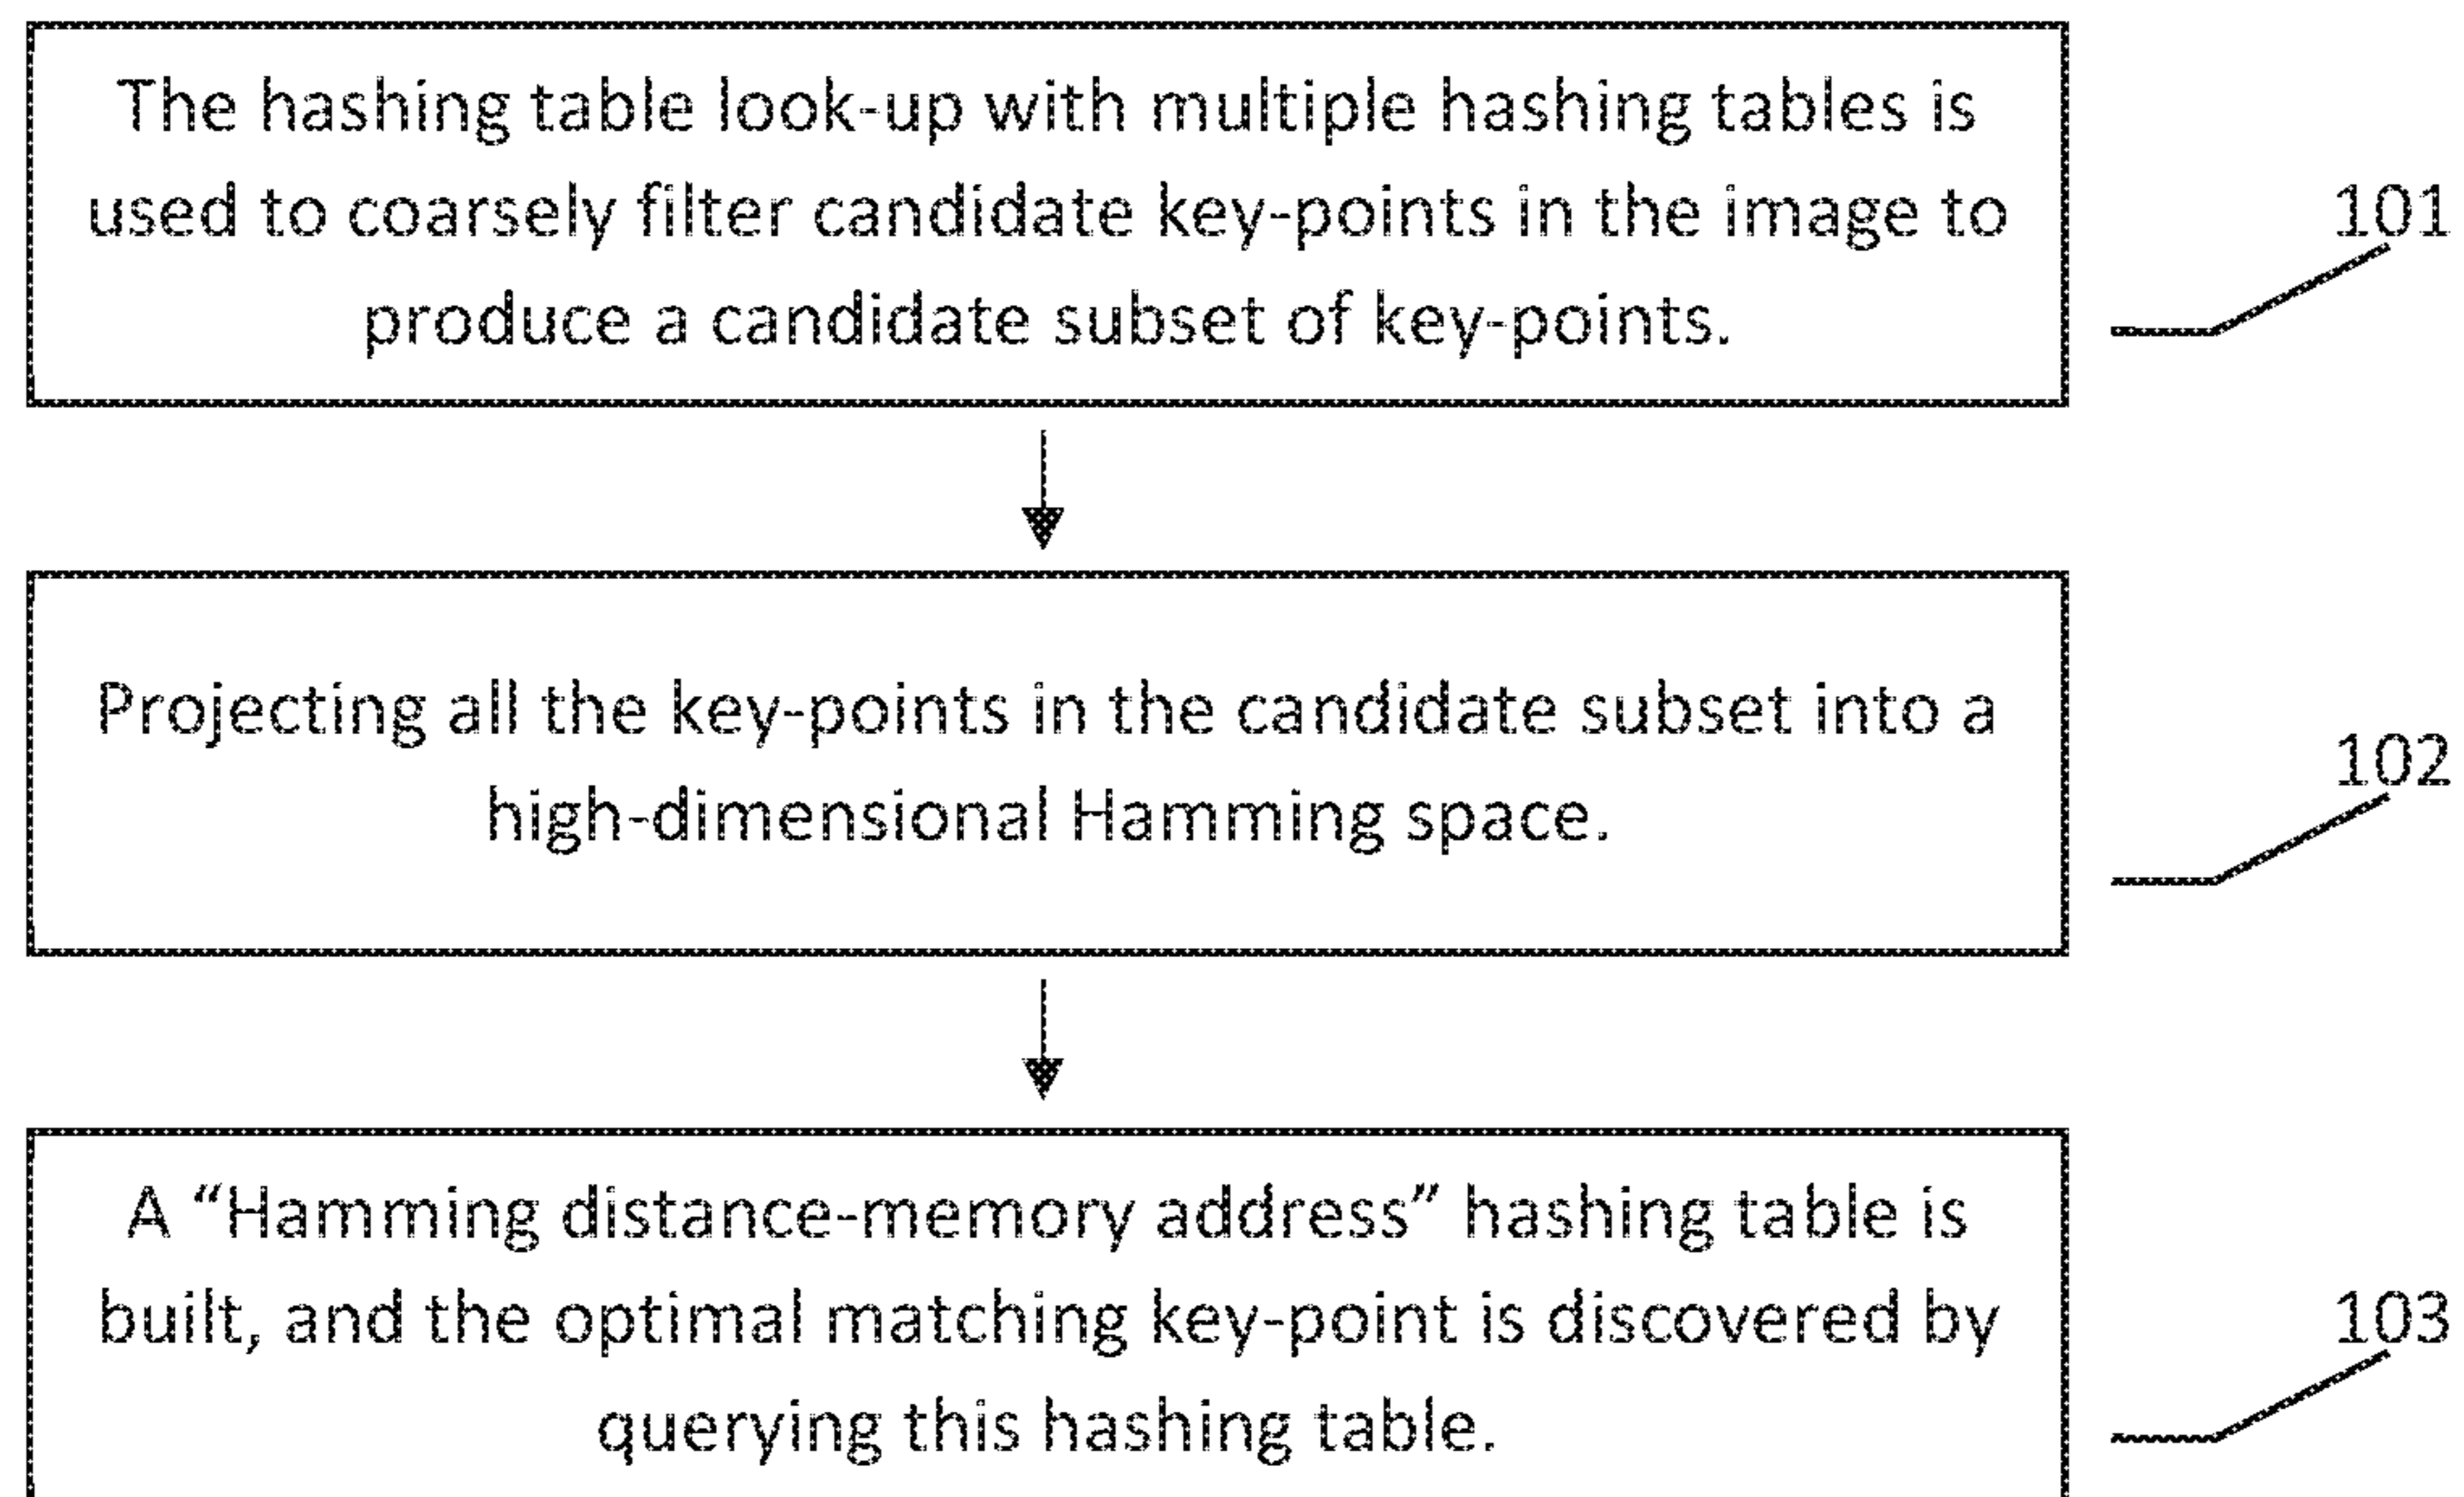 The hashing table look-up with multiple hashing tables is
used to coarsely filter candidate key-points in the image to
produce a candidate subset of key-points.
101
Projecting all the key-points in the candidate subset into a
high-dimensional Hamming space.
102
A “Hamming distance-memory address” hashing table is
built, and the optimal matching key-point is discovered by
querying this hashing table.
103